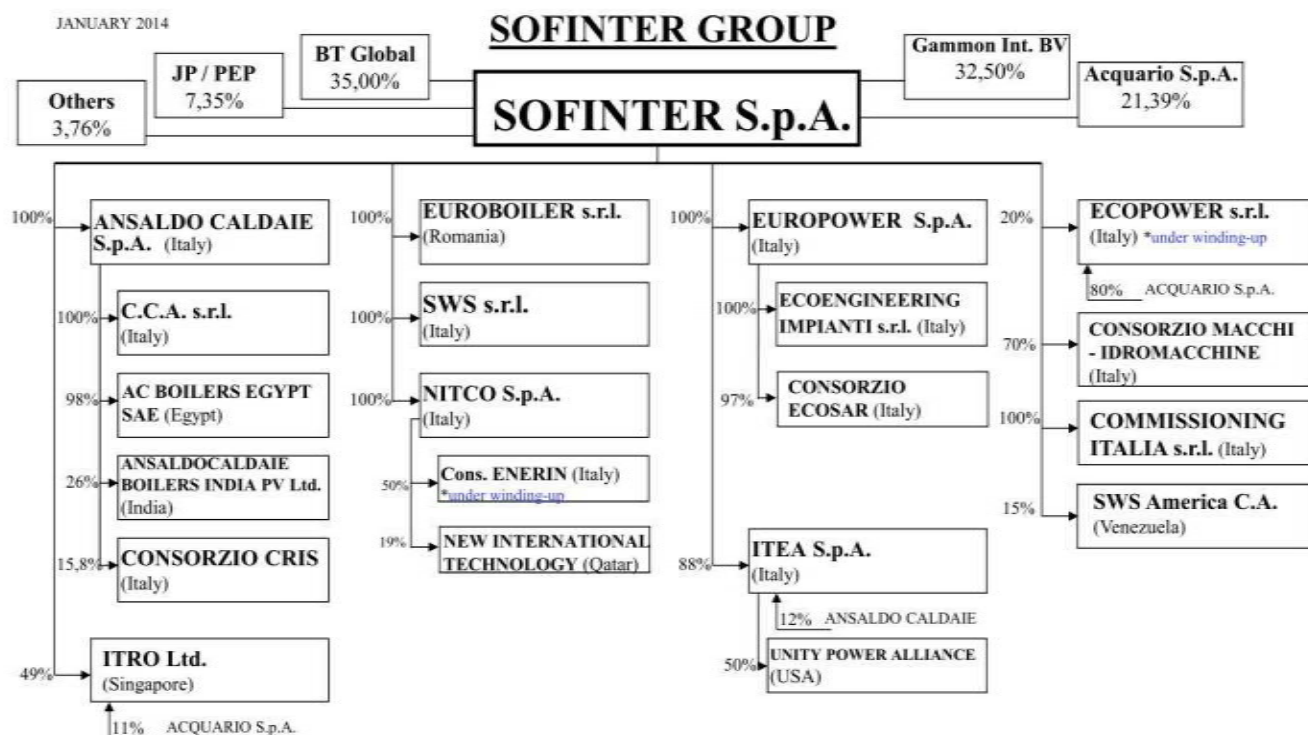 JANUARY 2014
SOFINTER GROUP
Others
3,76%
JP / PEP
7,35%
BT Global
35,00%
SOFINTER S.p.A.
Gammon Int. BV
32,50%
Acquario S.p.A.
21,39%
100%
ANSALDO CALDAIE
S.p.A. (Italy)
100%
C.C.A. s.r.l.
(Italy)
98%
AC BOILERS EGYPT
SAE (Egypt)
26%
ANSALDOCALDAIE
BOILERS INDIA PV Ltd.
(India)
15,8%
CONSORZIO CRIS
(Italy)
49%
ITRO Ltd.
(Singapore)
11% ACQUARIO S.p.A.
100%
EUROBOILER s.r.l.
(Romania)
100%
SWS s.r.l.
(Italy)
100%
NITCO S.p.A.
(Italy)
50%
Cons. ENERIN (Italy)
*under winding-up
19%
NEW INTERNATIONAL
TECHNOLOGY (Qatar)
100%
EUROPOWER S.p.A.
(Italy)
100%
ECOENGINEERING
IMPIANTI s.r.l. (Italy)
97%
CONSORZIO
ECOSAR (Italy)
88%
ITEA S.p.A.
(Italy)
12% ANSALDO CALDAIE
50%
UNITY POWER ALLIANCE
(USA)
20%
ECOPOWER s.r.l.
(Italy) *under winding-up
80% ACQUARIO S.p.A.
70%
CONSORZIO MACCHI
- IDROMACCHINE
(Italy)
100%
COMMISSIONING
ITALIA s.r.l. (Italy)
15%
SWS America C.A.
(Venezuela)